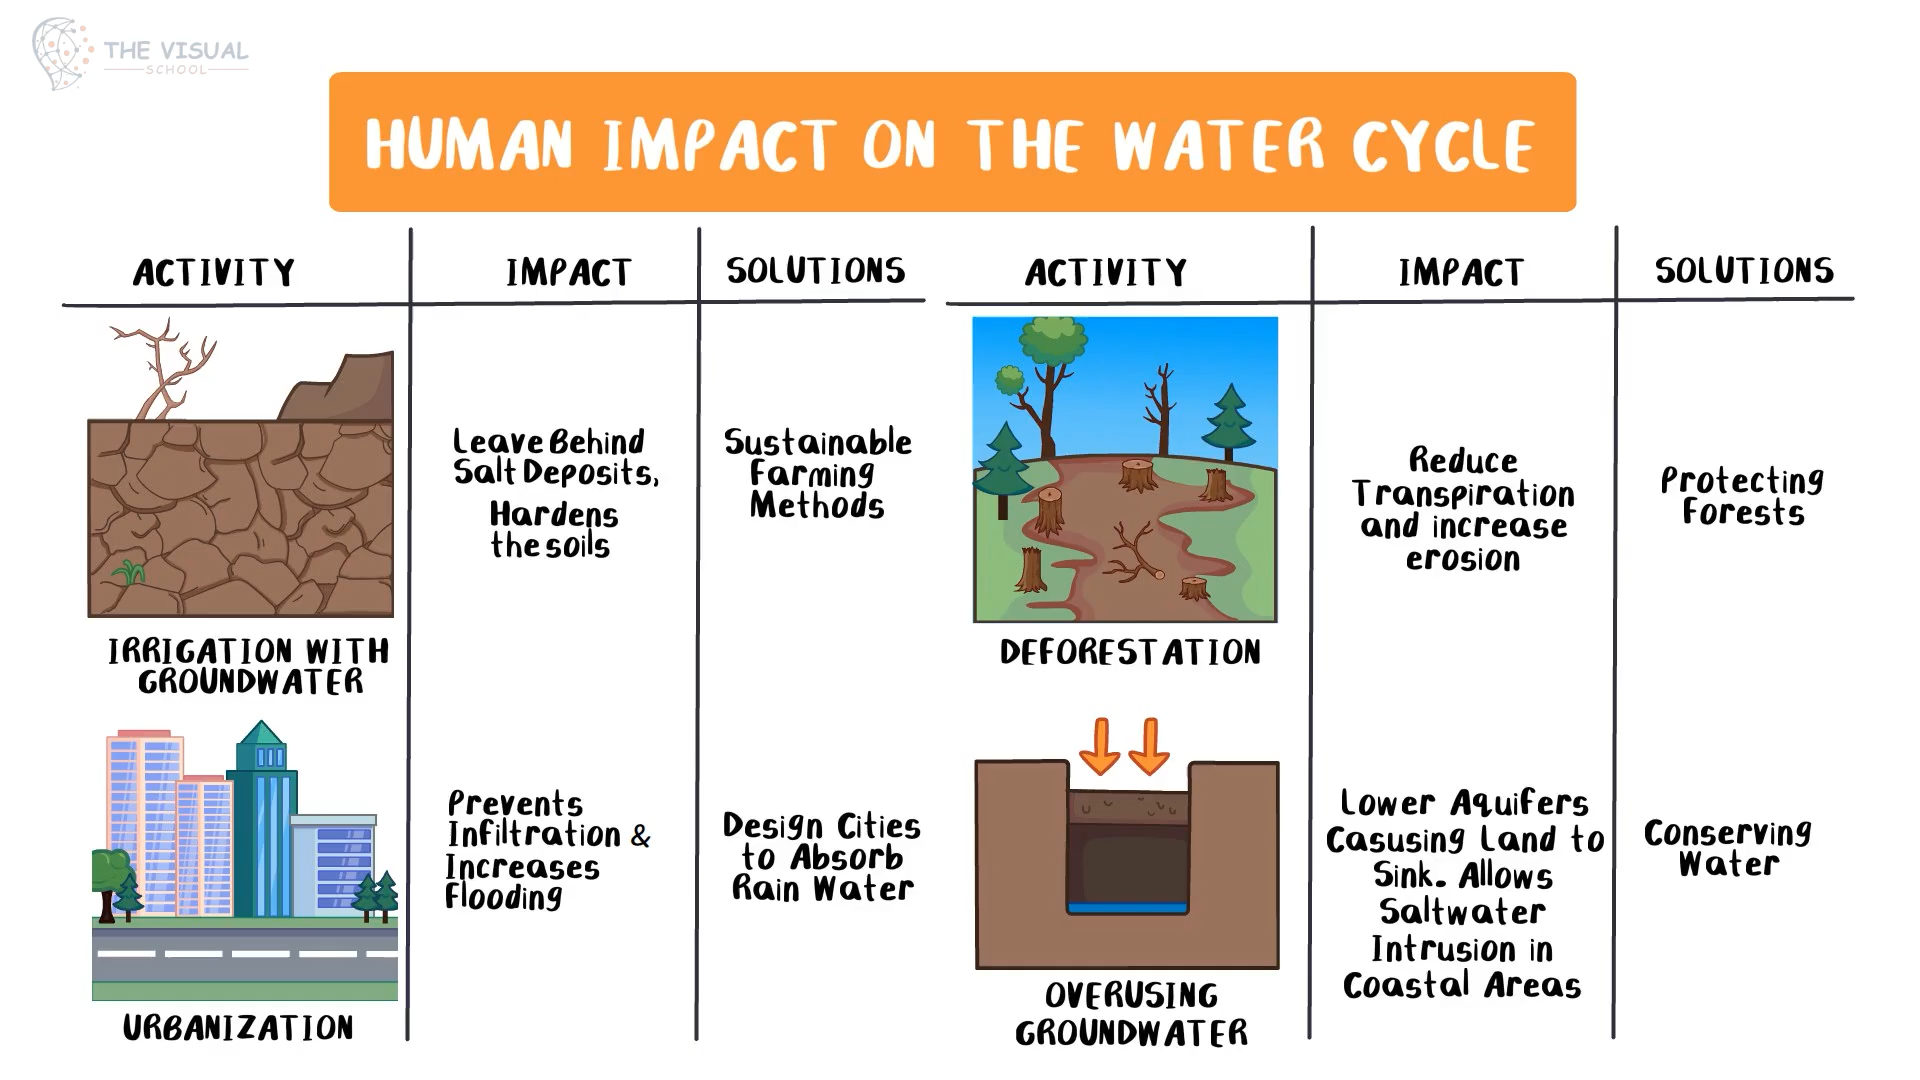 THE VISUAL
SCHOOL
HUMAN IMPACT ON THE WATER CYCLE
ACTIVITY
IMPACT
SOLUTIONS
IRRIGATION WITH
GROUNDWATER
Leave Behind
Salt Deposits,
Hardens
the soils
Sustainable
Farming
Methods
URBANIZATION
Prevents
Infiltration &
Increases
Flooding
Design Cities
to Absorb
Rain Water
ACTIVITY
IMPACT
SOLUTIONS
DEFORESTATION
Reduce
Transpiration
and increase
erosion
Protecting
Forests
OVERUSING
GROUNDWATER
Lower Aquifers
Casusing Land to
Sink. Allows
Saltwater
Intrusion in
Coastal Areas
Conserving
Water